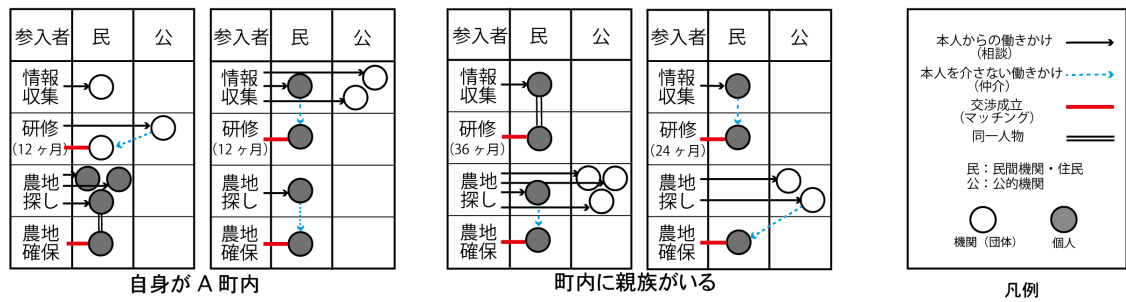 参入者 民 公
情報
収集
研修
(12ヶ月)
農地
探し
農地
確保
参入者 民 公
情報
収集
研修
(12ヶ月)
農地
探し
農地
確保
自身が A 町内
参入者 民 公
情報
収集
研修
(36ヶ月)
農地
探し
農地
確保
参入者 民 公
情報
収集
研修
(24ヶ月)
農地
探し
農地
確保
町内に親族がいる
本人からの働きかけ
(相談)
本人を介さない働きかけ
(仲介)
交渉成立
(マッチング)
同一人物
民：民間機関・住民
公：公的機関
機関（団体） 個人
凡例